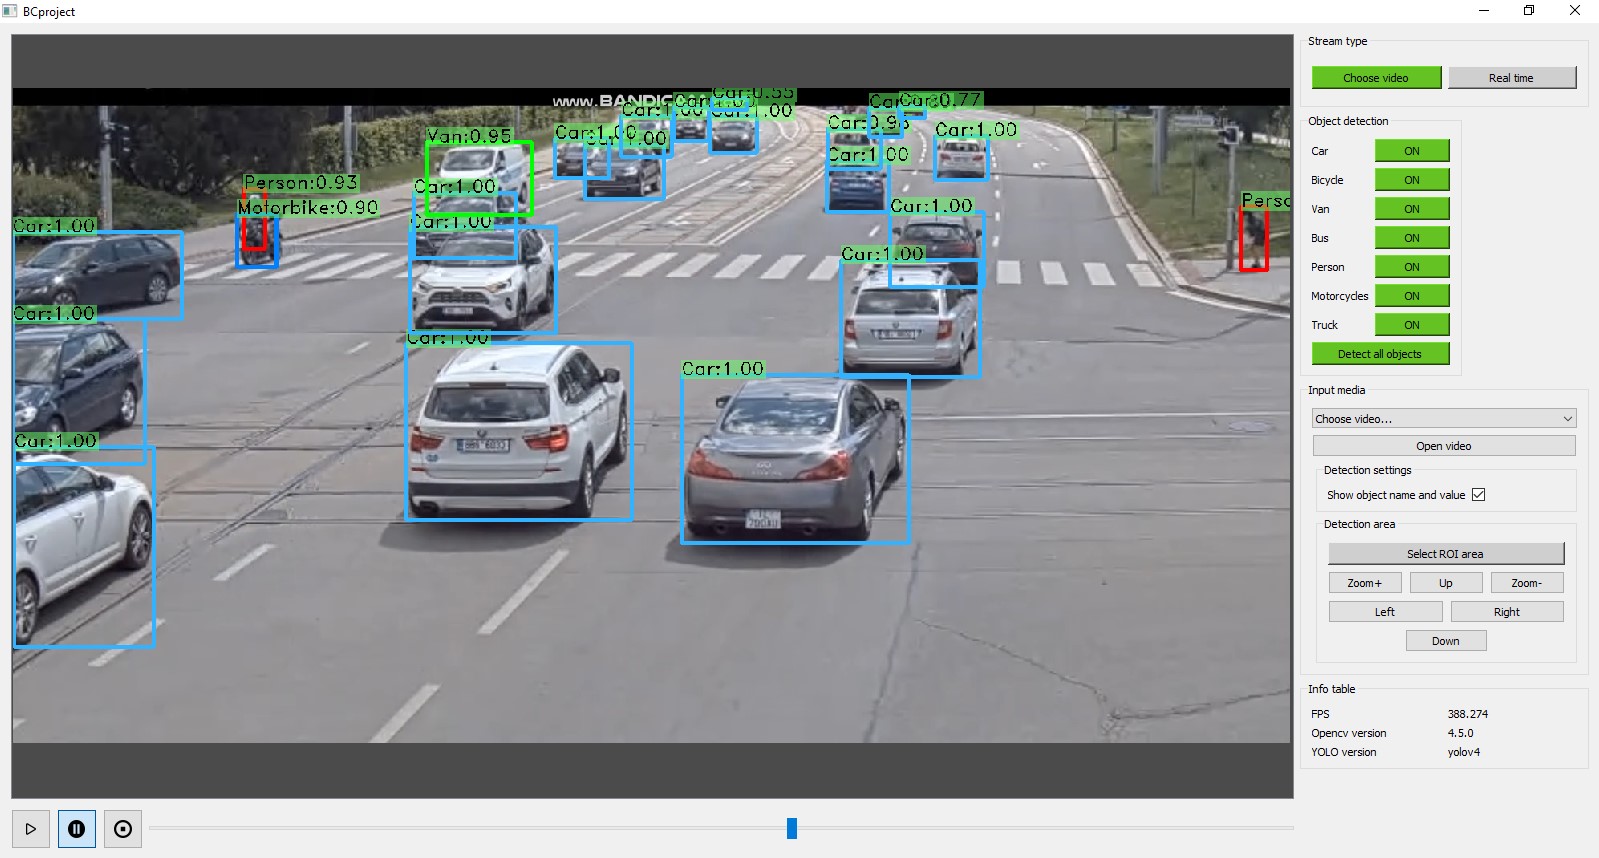 BCproject
www.BANDIC
Car:0.55
Car:1.00
Car:0.77
Car:0.98
Car:1.00
Car:1.00
Van:0.95
Car:1.00
Car:1.00
Person:0.93
Motorbike:0.90
Car:1.00
Perso
Car:1.00
Car:1.00
Car:1.00
Car:1.00
Car:1.00
Car:1.00
Car:1.00
Car:1.00
Stream type
Choose video
Real time
Object detection
Car ON
Bicycle ON
Van ON
Bus ON
Person ON
Motorcycles ON
Truck ON
Detect all objects
Input media
Choose video...
Open video
Detection settings
Show object name and value
Detection area
Select ROI area
Zoom+ Up Zoom-
Left Right
Down
Info table
FPS 388.274
Opencv version 4.5.0
YOLO version yolov4